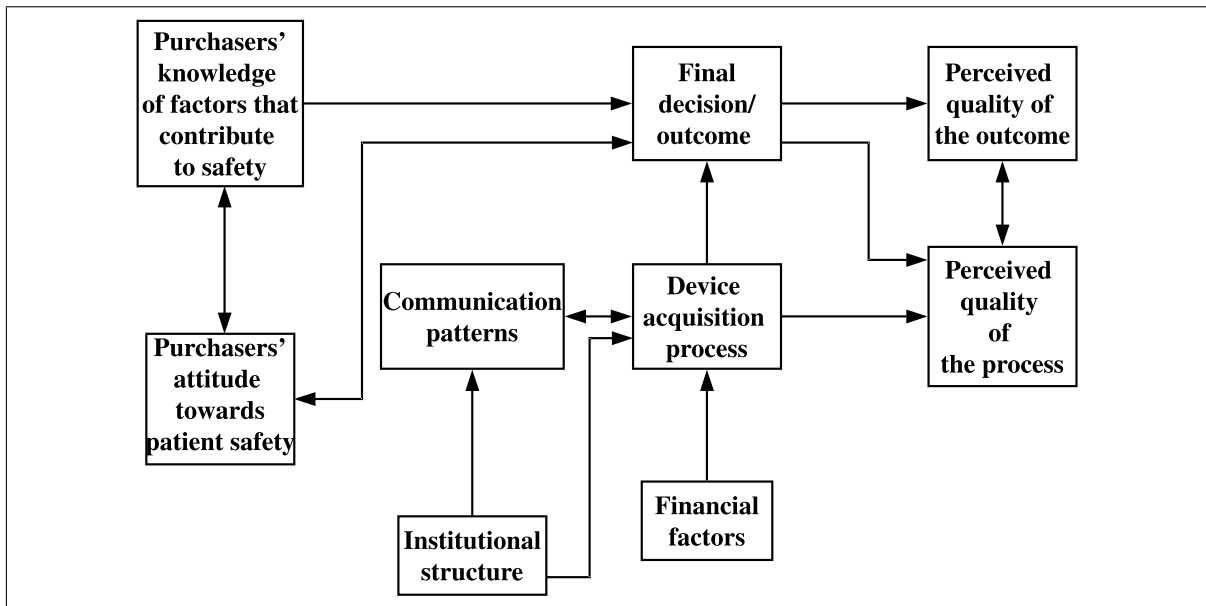 Purchasers’
knowledge
of factors that
contribute
to safety
Final
decision/
outcome
Perceived
quality of
the outcome
Communication
patterns
Device
acquisition
process
Perceived
quality
of
the process
Purchasers’
attitude
towards
patient safety
Institutional
structure
Financial
factors